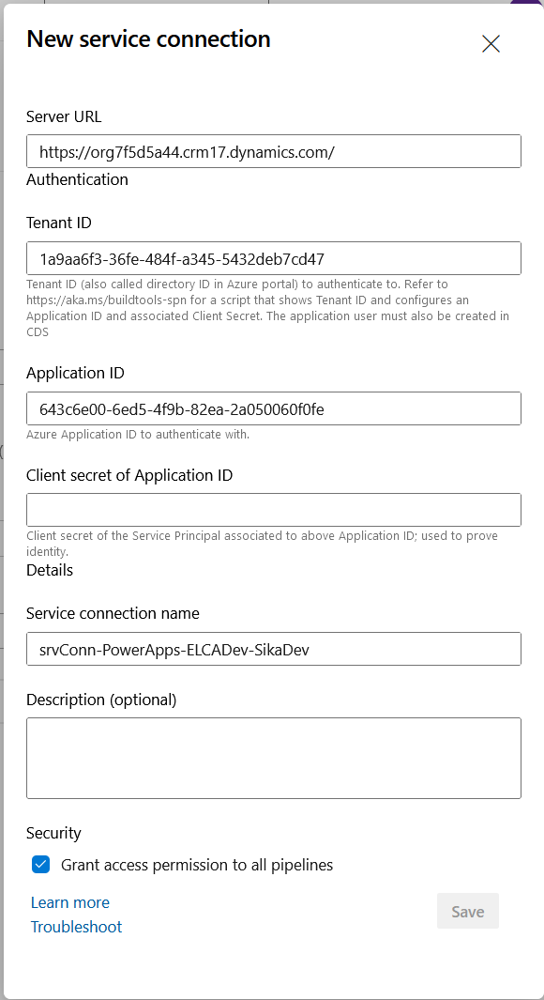 New service connection
Server URL
https://org7f5d5a44.crm17.dynamics.com/
Authentication
Tenant ID
1a9aa6f3-36fe-484f-a345-5432deb7cd47
Tenant ID (also called directory ID in Azure portal) to authenticate to. Refer to
https://aka.ms/buildtools-spn for a script that shows Tenant ID and configures an
Application ID and associated Client Secret. The application user must also be created in
CDS
Application ID
643c6e00-6ed5-4f9b-82ea-2a050060f0fe
Azure Application ID to authenticate with.
Client secret of Application ID
Client secret of the Service Principal associated to above Application ID; used to prove
identity.
Details
Service connection name
srvConn-PowerApps-ELCADev-SikaDev
Description (optional)
Security
Grant access permission to all pipelines
Learn more
Save
Troubleshoot